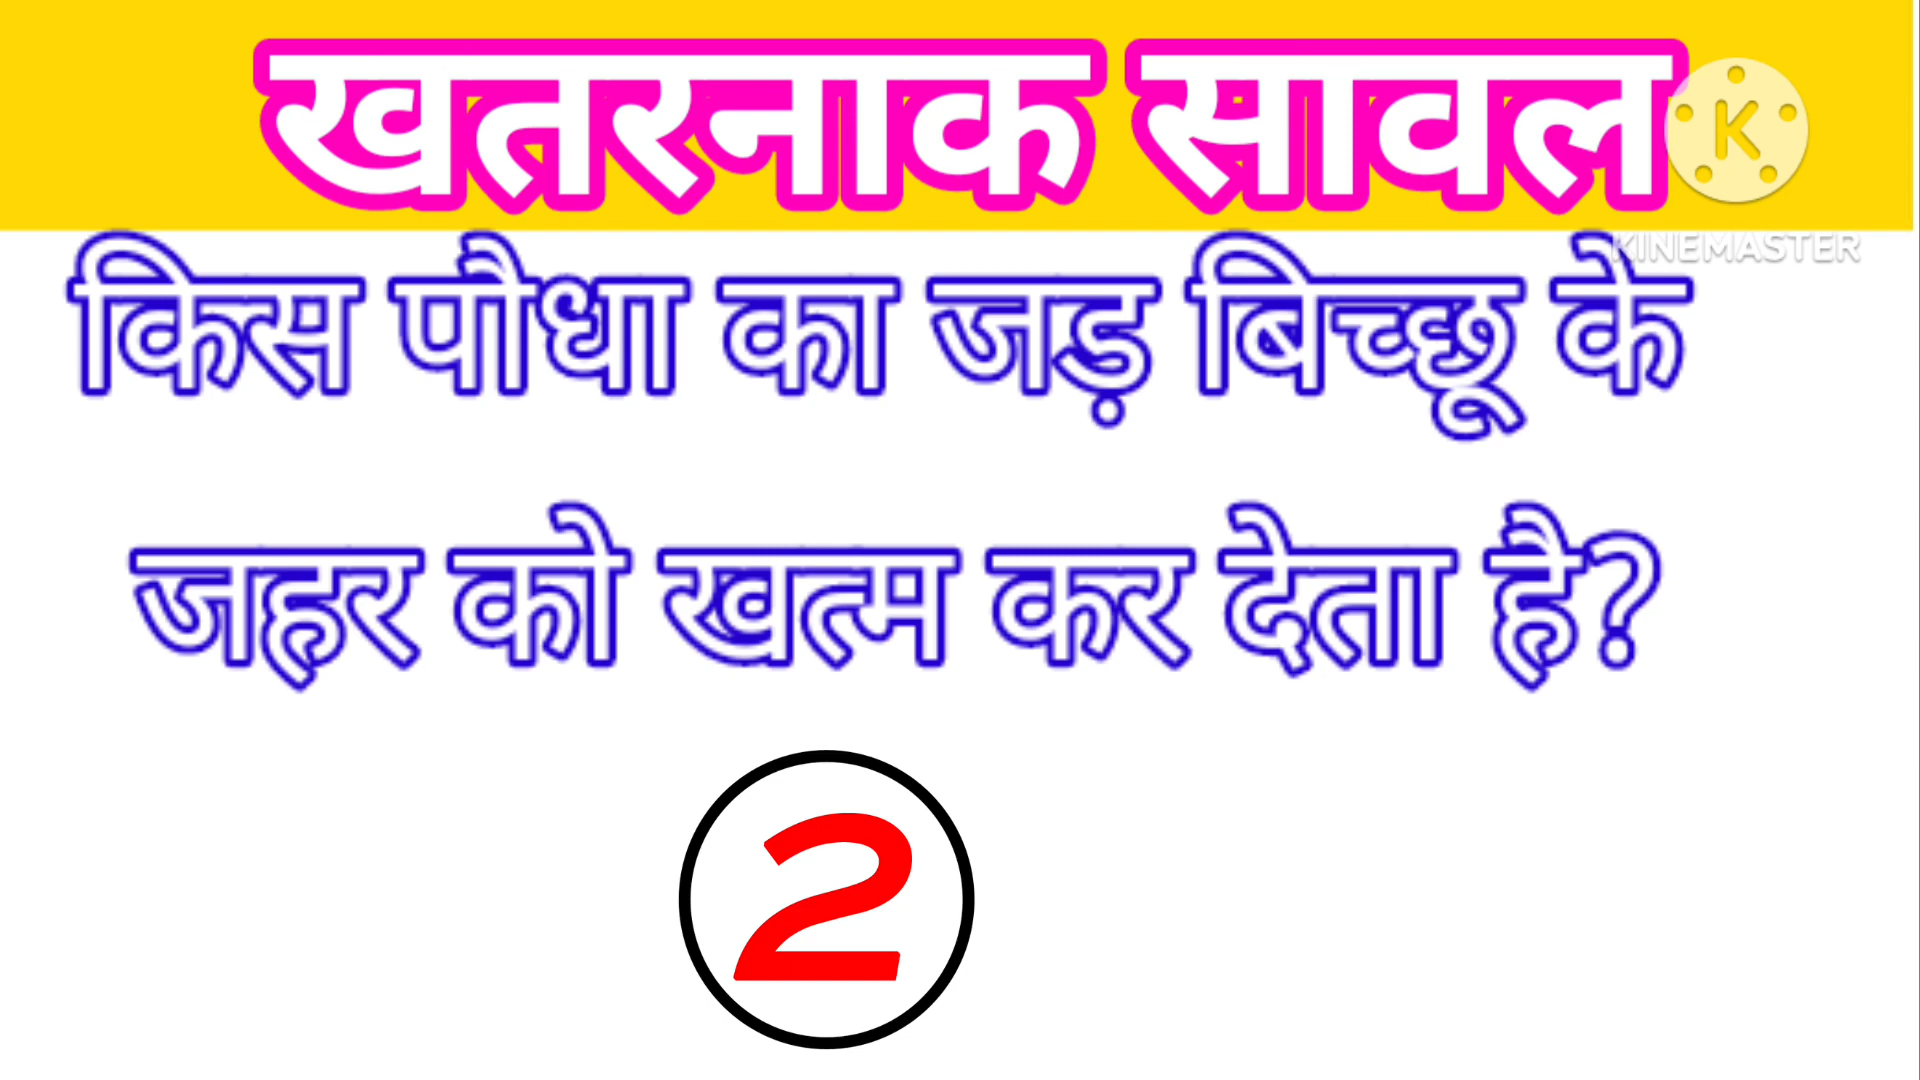 खतरनाक सावल
K
KINEMASTER
किस पौधा का जड़ बिच्छू के
जहर को खत्म कर देता है?
2